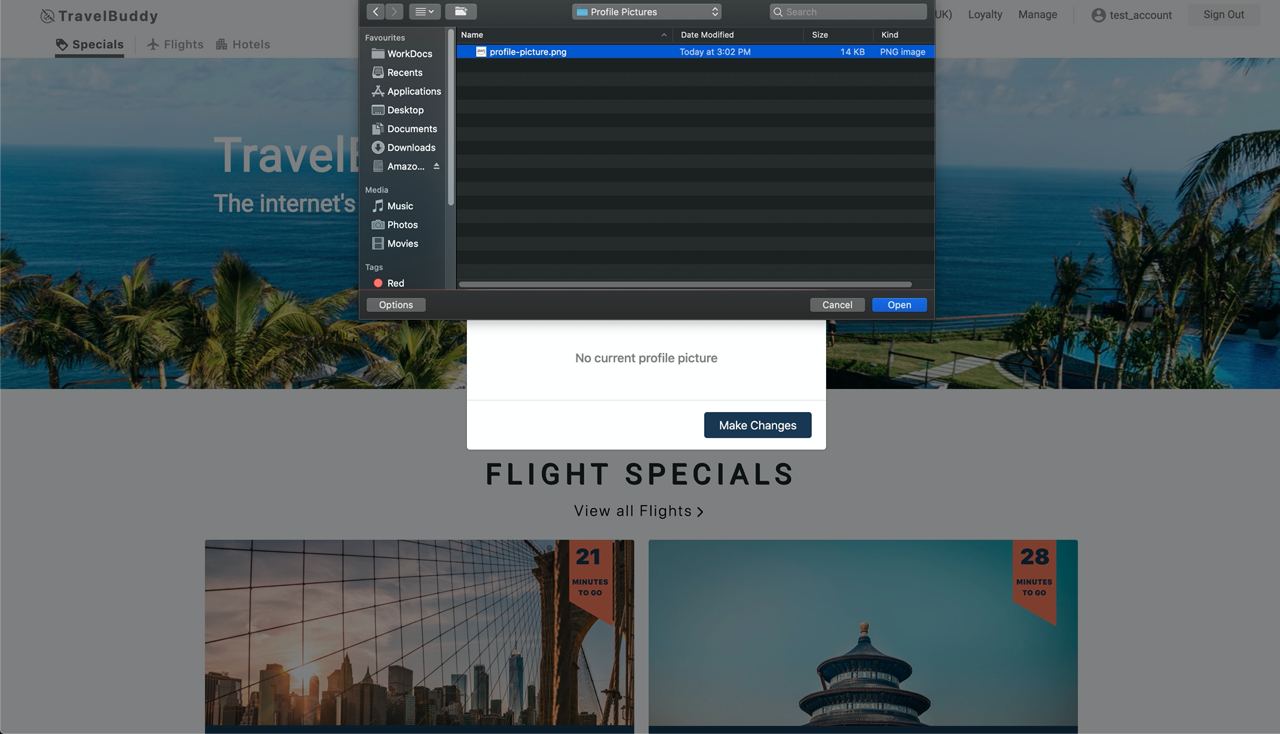 TravelBuddy
Profile Pictures
Search
UK)
Loyalty
Manage
test_account
Sign Out
Specials
Flights
Hotels
Favourites
WorkDocs
Recents
Applications
Desktop
Documents
Downloads
Amazo...
Media
Music
Photos
Movies
Tags
Red
Name
Date Modified
Size
Kind
profile-picture.png
Today at 3:02 PM
14 KB
PNG image
Options
Cancel
Open
TravelB
The internet's
No current profile picture
Make Changes
FLIGHT SPECIALS
View all Flights
21
MINUTES
TO GO
28
MINUTES
TO GO